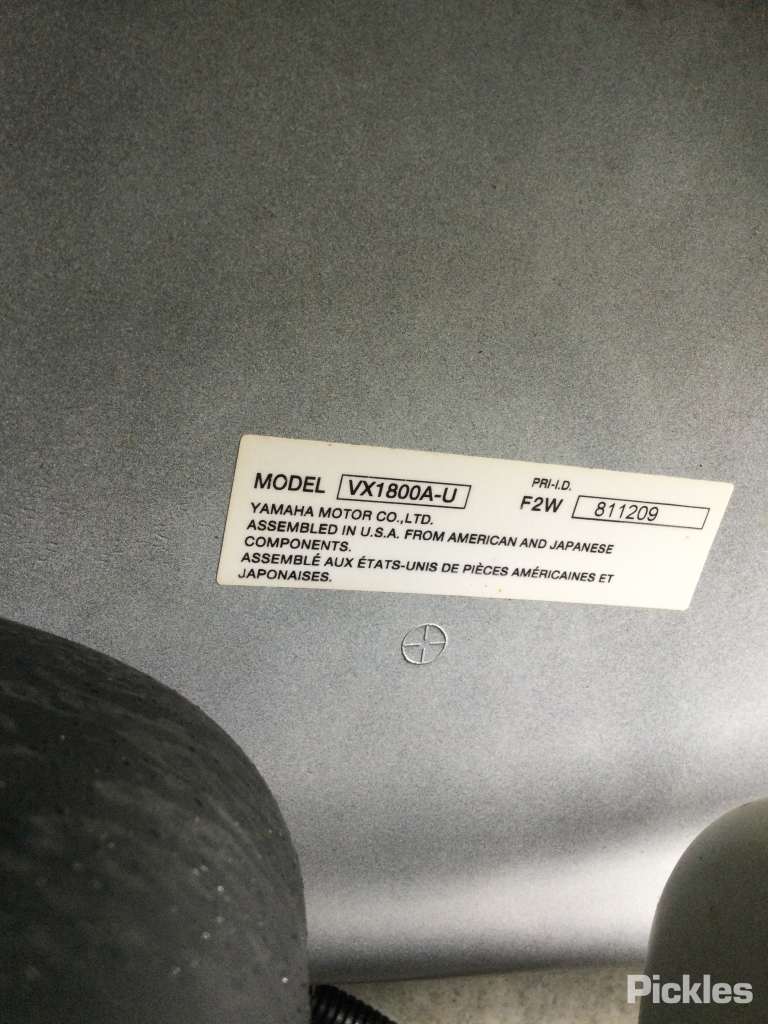 MODEL VX1800A-U
PRI-I.D.
F2W 811209
YAMAHA MOTOR CO.,LTD.
ASSEMBLED IN U.S.A. FROM AMERICAN AND JAPANESE
COMPONENTS.
ASSEMBLÉ AUX ÉTATS-UNIS DE PIÈCES AMÉRICAINES ET
JAPONAISES.
Pickles